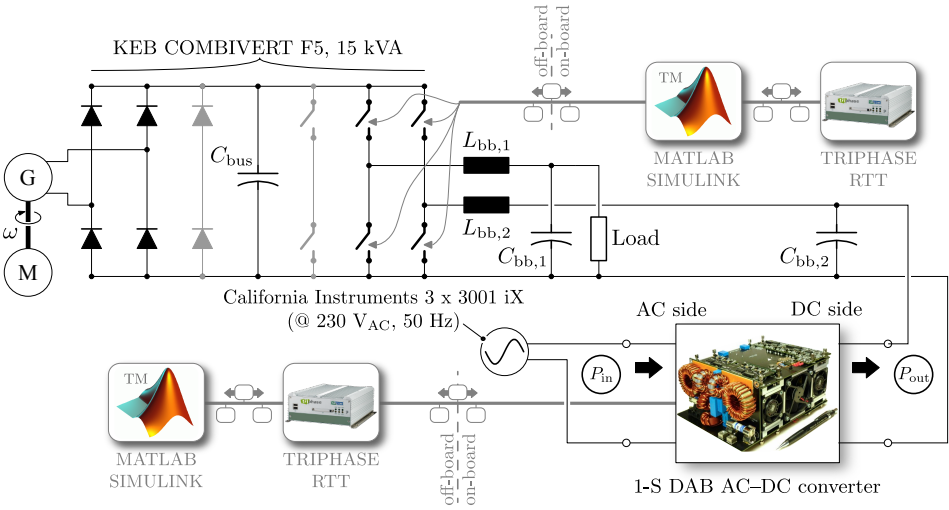 KEB COMBIVERT F5, 15 kVA
off-board
on-board
TM
MATLAB
SIMULINK
TRIPHASE
RTT
C_bus
L_bb,1
L_bb,2
G
ω
M
C_bb,1
Load
C_bb,2
California Instruments 3 x 3001 iX
(@ 230 V_AC, 50 Hz)
AC side
DC side
P_in
P_out
TM
MATLAB
SIMULINK
TRIPHASE
RTT
off-board
on-board
1-S DAB AC–DC converter